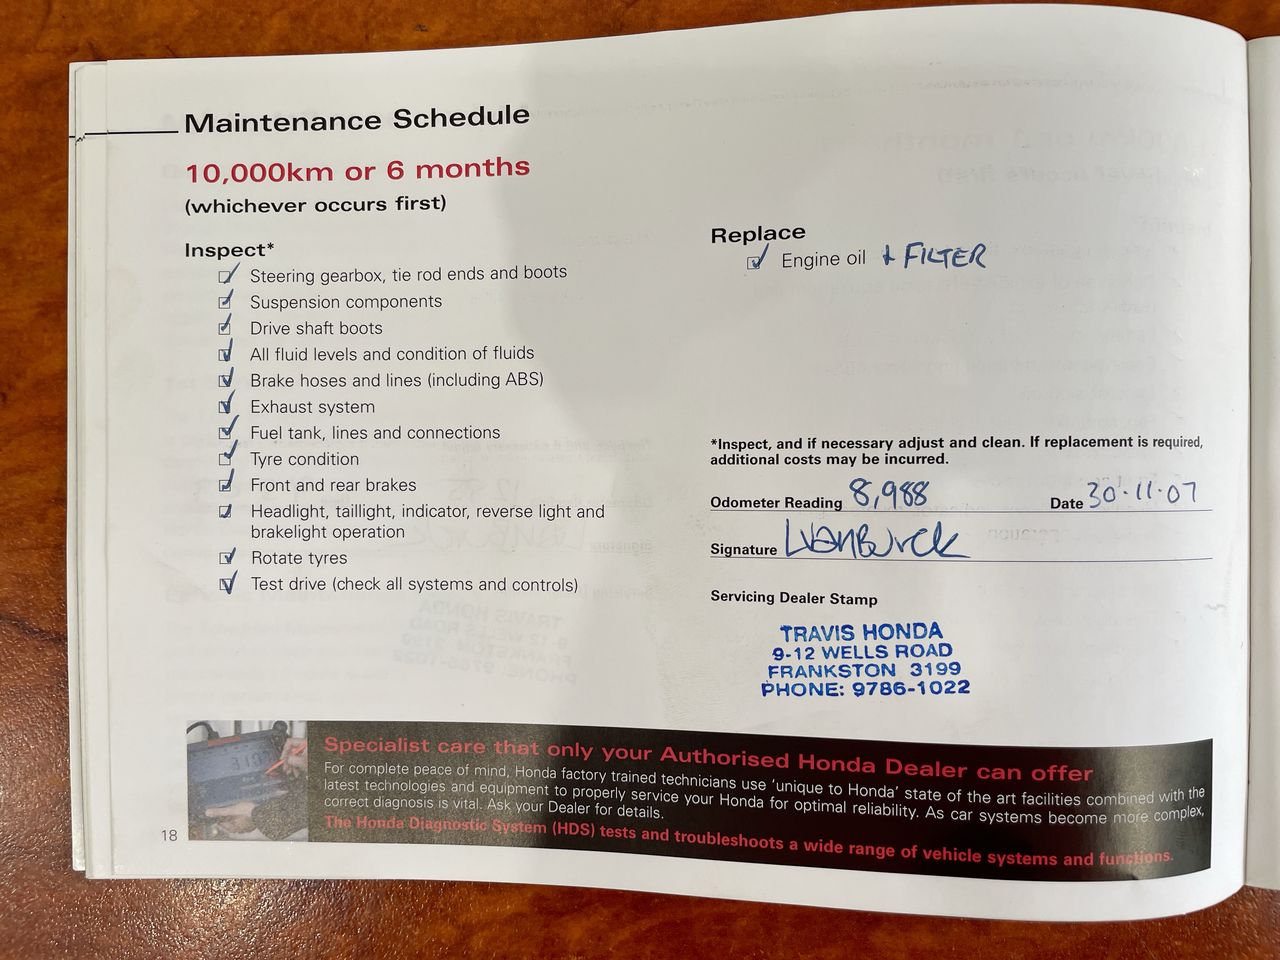 Maintenance Schedule
10,000km or 6 months
(whichever occurs first)
Inspect*
Steering gearbox, tie rod ends and boots
Suspension components
Drive shaft boots
All fluid levels and condition of fluids
Brake hoses and lines (including ABS)
Exhaust system
Fuel tank, lines and connections
Tyre condition
Front and rear brakes
Headlight, taillight, indicator, reverse light and
brakelight operation
Rotate tyres
Test drive (check all systems and controls)
Replace
Engine oil + FILTER
*Inspect, and if necessary adjust and clean. If replacement is required,
additional costs may be incurred.
Odometer Reading 8,988 Date 30·11·07
Signature
Servicing Dealer Stamp
TRAVIS HONDA
9-12 WELLS ROAD
FRANKSTON 3199
PHONE: 9786-1022
Specialist care that only your Authorised Honda Dealer can offer
For complete peace of mind, Honda factory trained technicians use 'unique to Honda' state of the art facilities combined with the
latest technologies and equipment to properly service your Honda for optimal reliability. As car systems become more complex,
correct diagnosis is vital. Ask your Dealer for details.
The Honda Diagnostic System (HDS) tests and troubleshoots a wide range of vehicle systems and functions.
18